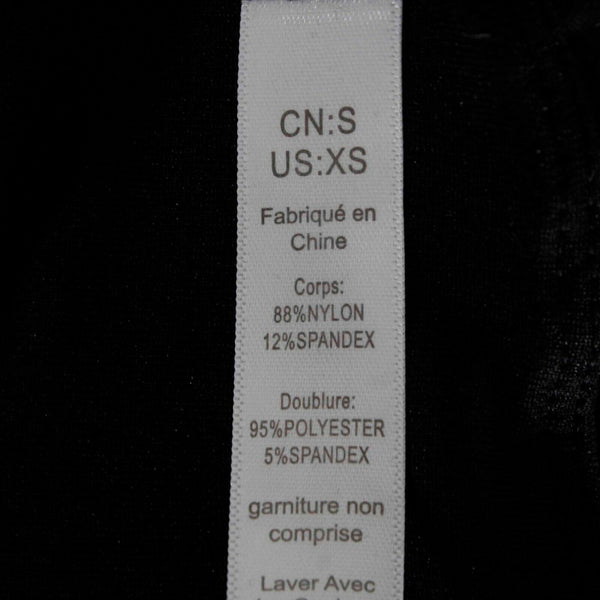 CN:S
US:XS
Fabriqué en
Chine
Corps:
88%NYLON
12%SPANDEX
Doublure:
95%POLYESTER
5%SPANDEX
garniture non
comprise
Laver Avec